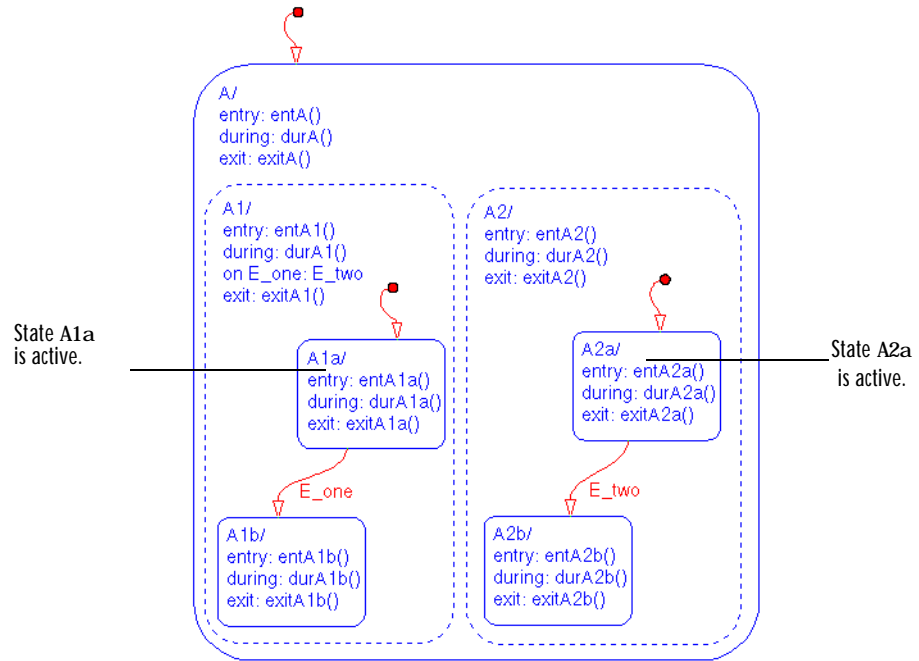 A/
entry: entA()
during: durA()
exit: exitA()
A1/
entry: entA1()
during: durA1()
on E_one: E_two
exit: exitA1()
A2/
entry: entA2()
during: durA2()
exit: exitA2()
State A1a
is active.
A1a/
entry: entA1a()
during: durA1a()
exit: exitA1a()
A2a/
entry: entA2a()
during: durA2a()
exit: exitA2a()
State A2a
is active.
E_one
E_two
A1b/
entry: entA1b()
during: durA1b()
exit: exitA1b()
A2b/
entry: entA2b()
during: durA2b()
exit: exitA2b()